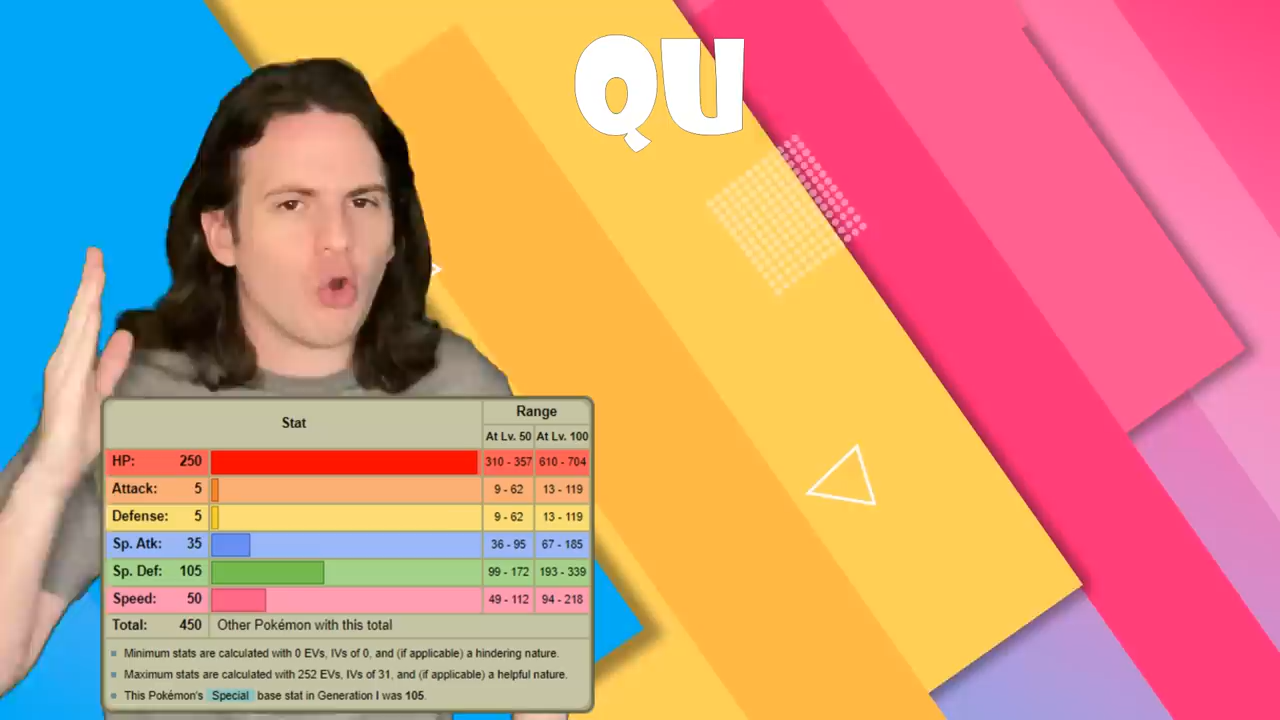 QU
Stat Range
At Lv. 50 At Lv. 100
HP: 250 310 - 357 610 - 704
Attack: 5 9 - 62 13 - 119
Defense: 5 9 - 62 13 - 119
Sp. Atk: 35 36 - 95 67 - 185
Sp. Def: 105 99 - 172 193 - 339
Speed: 50 49 - 112 94 - 218
Total: 450 Other Pokémon with this total
Minimum stats are calculated with 0 EVs, IVs of 0, and (if applicable) a hindering nature.
Maximum stats are calculated with 252 EVs, IVs of 31, and (if applicable) a helpful nature.
This Pokémon's Special base stat in Generation I was 105.